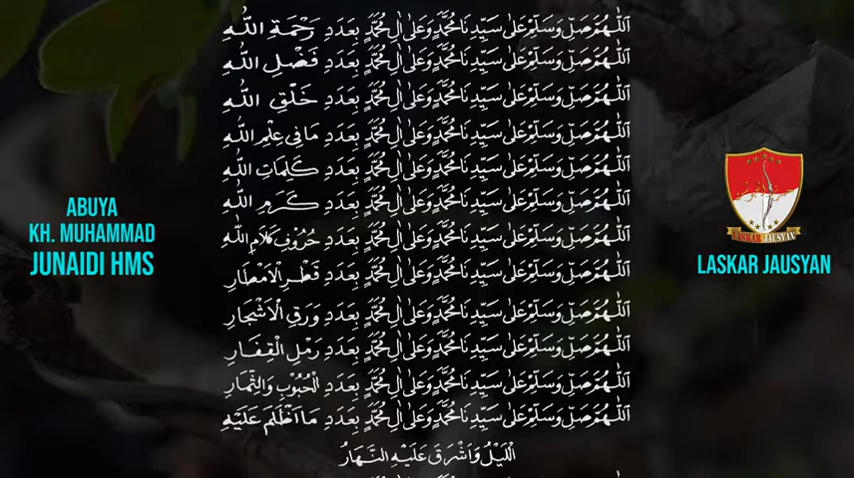 اَللّٰهُمَّ صَلِّ وَسَلِّمْ عَلٰى سَيِّدِنَا مُحَمَّدٍ وَعَلٰى اٰلِ مُحَمَّدٍ بِعَدَدِ رَحْمَةِ اللّٰهِ
اَللّٰهُمَّ صَلِّ وَسَلِّمْ عَلٰى سَيِّدِنَا مُحَمَّدٍ وَعَلٰى اٰلِ مُحَمَّدٍ بِعَدَدِ فَضْلِ اللّٰهِ
اَللّٰهُمَّ صَلِّ وَسَلِّمْ عَلٰى سَيِّدِنَا مُحَمَّدٍ وَعَلٰى اٰلِ مُحَمَّدٍ بِعَدَدِ خَلْقِ اللّٰهِ
اَللّٰهُمَّ صَلِّ وَسَلِّمْ عَلٰى سَيِّدِنَا مُحَمَّدٍ وَعَلٰى اٰلِ مُحَمَّدٍ بِعَدَدِ مَا فِى عِلْمِ اللّٰهِ
اَللّٰهُمَّ صَلِّ وَسَلِّمْ عَلٰى سَيِّدِنَا مُحَمَّدٍ وَعَلٰى اٰلِ مُحَمَّدٍ بِعَدَدِ كَلِمَاتِ اللّٰهِ
اَللّٰهُمَّ صَلِّ وَسَلِّمْ عَلٰى سَيِّدِنَا مُحَمَّدٍ وَعَلٰى اٰلِ مُحَمَّدٍ بِعَدَدِ كَرَمِ اللّٰهِ
اَللّٰهُمَّ صَلِّ وَسَلِّمْ عَلٰى سَيِّدِنَا مُحَمَّدٍ وَعَلٰى اٰلِ مُحَمَّدٍ بِعَدَدِ حُرُوْفِ كَلَامِ اللّٰهِ
اَللّٰهُمَّ صَلِّ وَسَلِّمْ عَلٰى سَيِّدِنَا مُحَمَّدٍ وَعَلٰى اٰلِ مُحَمَّدٍ بِعَدَدِ قَطْرِ الْاَمْطَارِ
اَللّٰهُمَّ صَلِّ وَسَلِّمْ عَلٰى سَيِّدِنَا مُحَمَّدٍ وَعَلٰى اٰلِ مُحَمَّدٍ بِعَدَدِ وَرَقِ الْاَشْجَارِ
اَللّٰهُمَّ صَلِّ وَسَلِّمْ عَلٰى سَيِّدِنَا مُحَمَّدٍ وَعَلٰى اٰلِ مُحَمَّدٍ بِعَدَدِ رَمْلِ الْقِفَارِ
اَللّٰهُمَّ صَلِّ وَسَلِّمْ عَلٰى سَيِّدِنَا مُحَمَّدٍ وَعَلٰى اٰلِ مُحَمَّدٍ بِعَدَدِ الْحُبُوْبِ وَالثِّمَارِ
اَللّٰهُمَّ صَلِّ وَسَلِّمْ عَلٰى سَيِّدِنَا مُحَمَّدٍ وَعَلٰى اٰلِ مُحَمَّدٍ بِعَدَدِ مَا اَظْلَمَ عَلَيْهِ
الَّيْلُ وَاَشْرَقَ عَلَيْهِ النَّهَارُ
ABUYA
KH. MUHAMMAD
JUNAIDI HMS
LASKAR JAUSYAN
LASKAR JAUSYAN